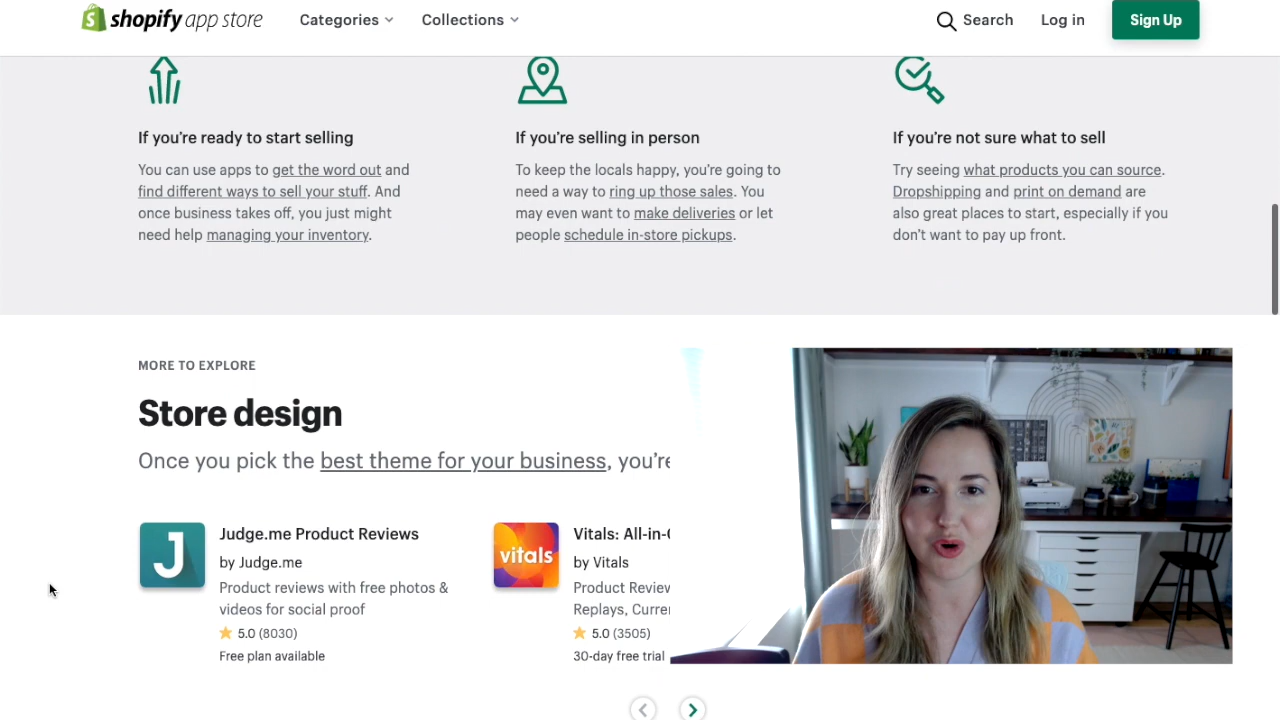 shopify app store
Categories
Collections
Search
Log in
Sign Up
If you're ready to start selling
You can use apps to get the word out and
find different ways to sell your stuff. And
once business takes off, you just might
need help managing your inventory.
If you're selling in person
To keep the locals happy, you're going to
need a way to ring up those sales. You
may even want to make deliveries or let
people schedule in-store pickups.
If you're not sure what to sell
Try seeing what products you can source.
Dropshipping and print on demand are
also great places to start, especially if you
don't want to pay up front.
MORE TO EXPLORE
Store design
Once you pick the best theme for your business, you're
J
Judge.me Product Reviews
by Judge.me
Product reviews with free photos &
videos for social proof
5.0 (8030)
Free plan available
vitals
Vitals: All-in-
by Vitals
Product Review
Replays, Curre
5.0 (3505)
30-day free trial